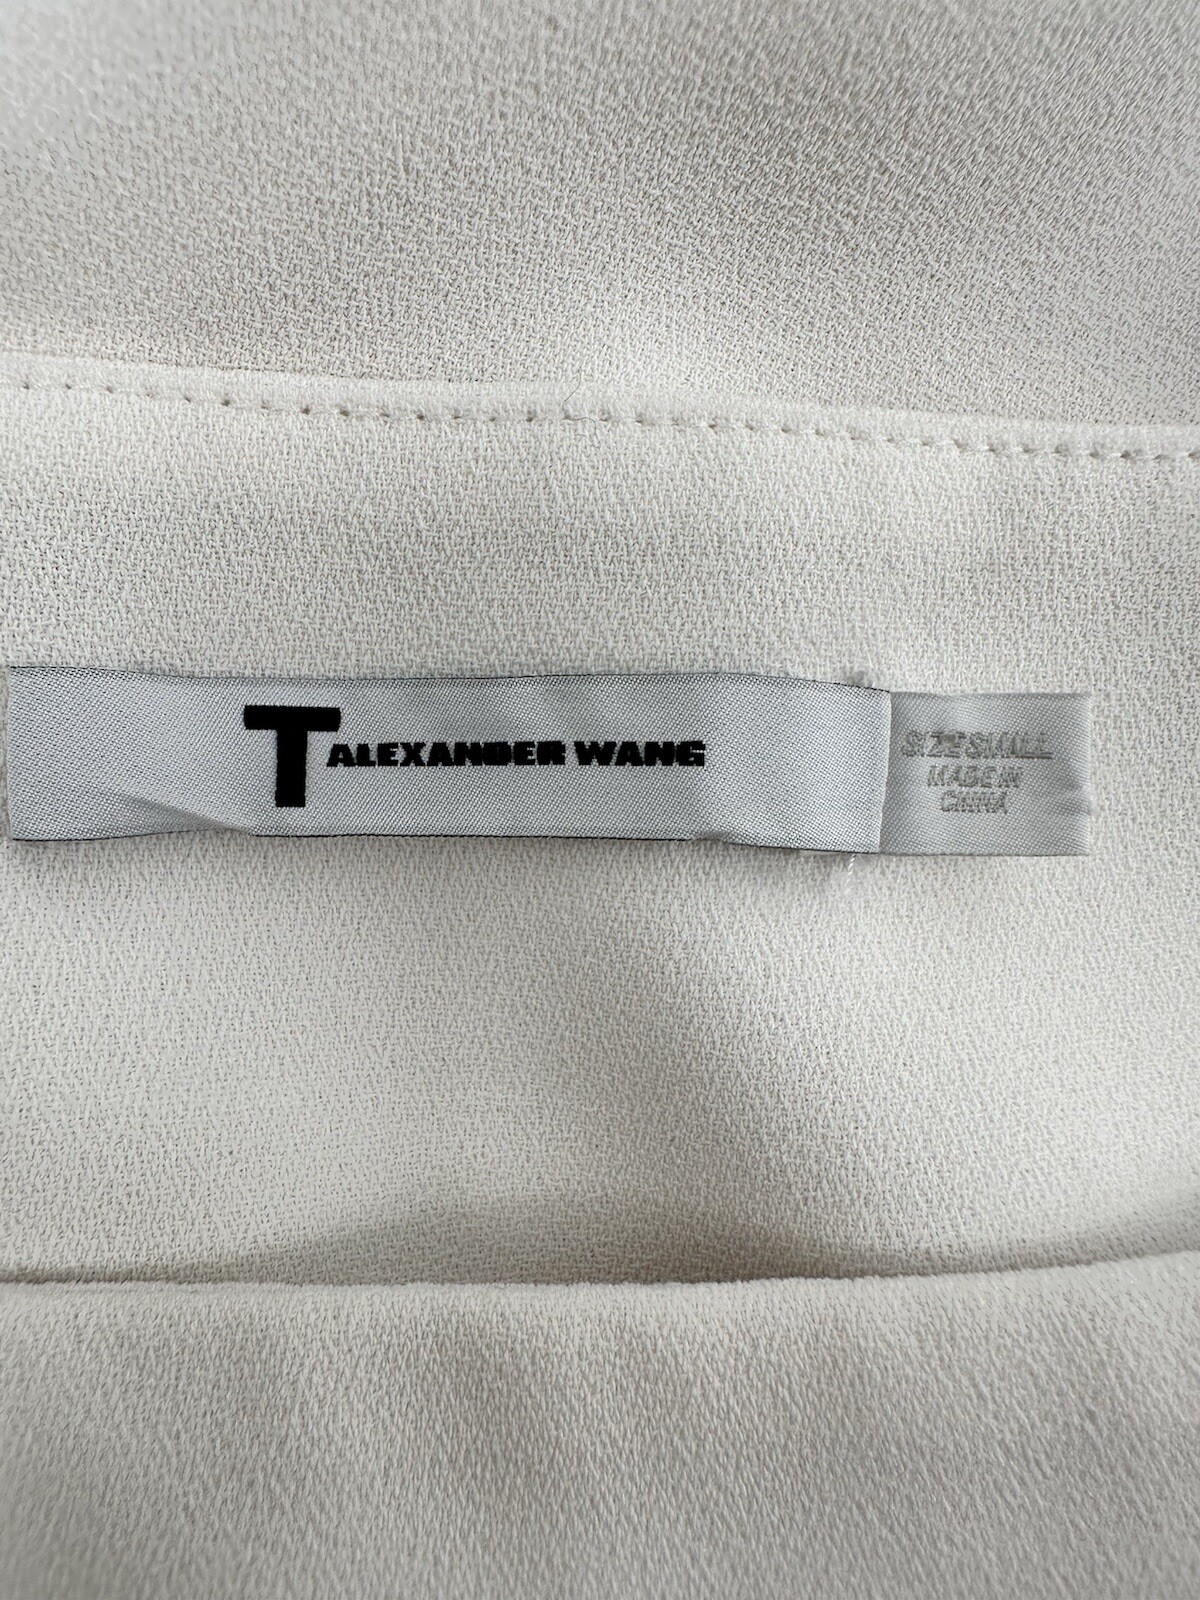 T ALEXANDER WANG
SIZE SMALL
MADE IN
CHINA